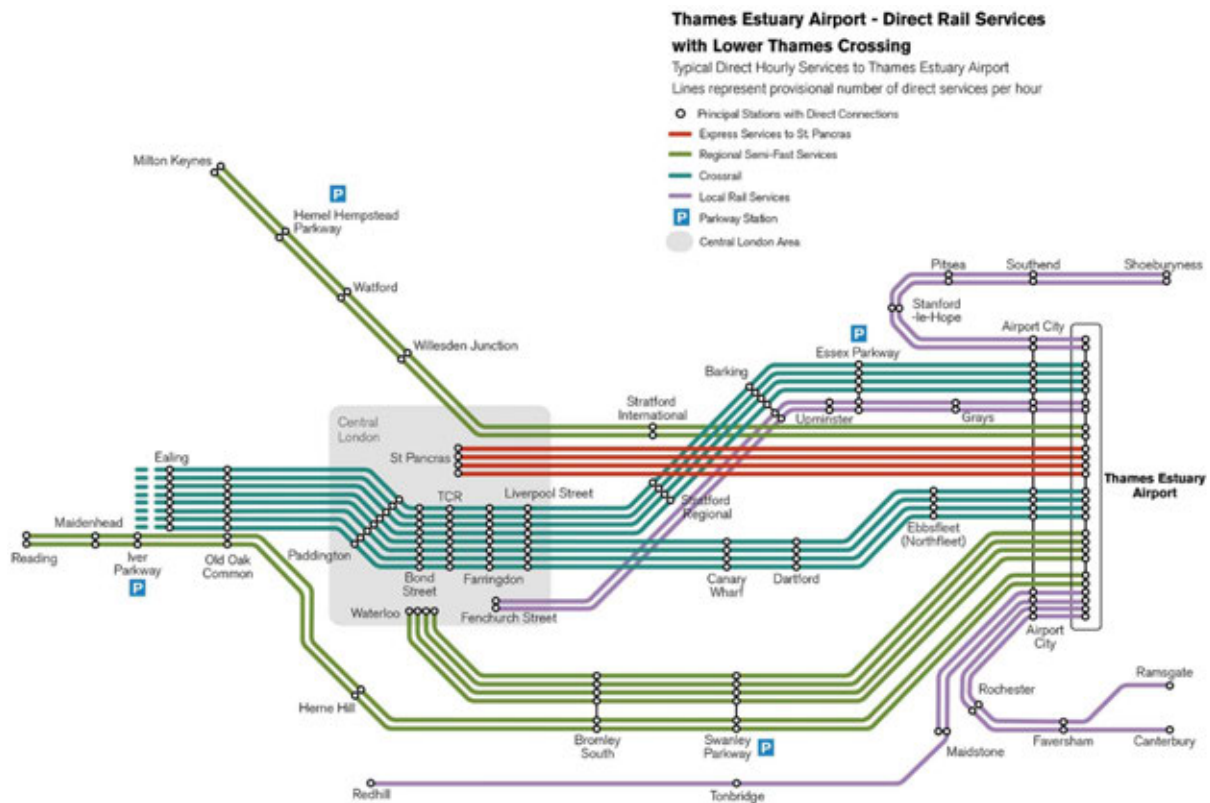 Thames Estuary Airport - Direct Rail Services
with Lower Thames Crossing
Typical Direct Hourly Services to Thames Estuary Airport
Lines represent provisional number of direct services per hour
Principal Stations with Direct Connections
Express Services to St. Pancras
Regional Semi-Fast Services
Crossrail
Local Rail Services
P Parkway Station
Central London Area
Milton Keynes
P
Hemel Hempstead
Parkway
Watford
Willesden Junction
Pitsea
Southend
Shoeburyness
Stanford
-le-Hope
Airport City
P
Essex Parkway
Barking
Stratford
International
Upminster
Grays
Central
London
St Pancras
Ealing
TCR
Liverpool Street
Stratford
Regional
Thames Estuary
Airport
Maidenhead
Reading
Iver
Parkway
P
Old Oak
Common
Paddington
Bond
Street
Farringdon
Canary
Wharf
Dartford
Ebbsfleet
(Northfleet)
Waterloo
Fenchurch Street
Airport
City
Herne Hill
Bromley
South
Swanley
Parkway
P
Rochester
Ramsgate
Maidstone
Faversham
Canterbury
Redhill
Tonbridge